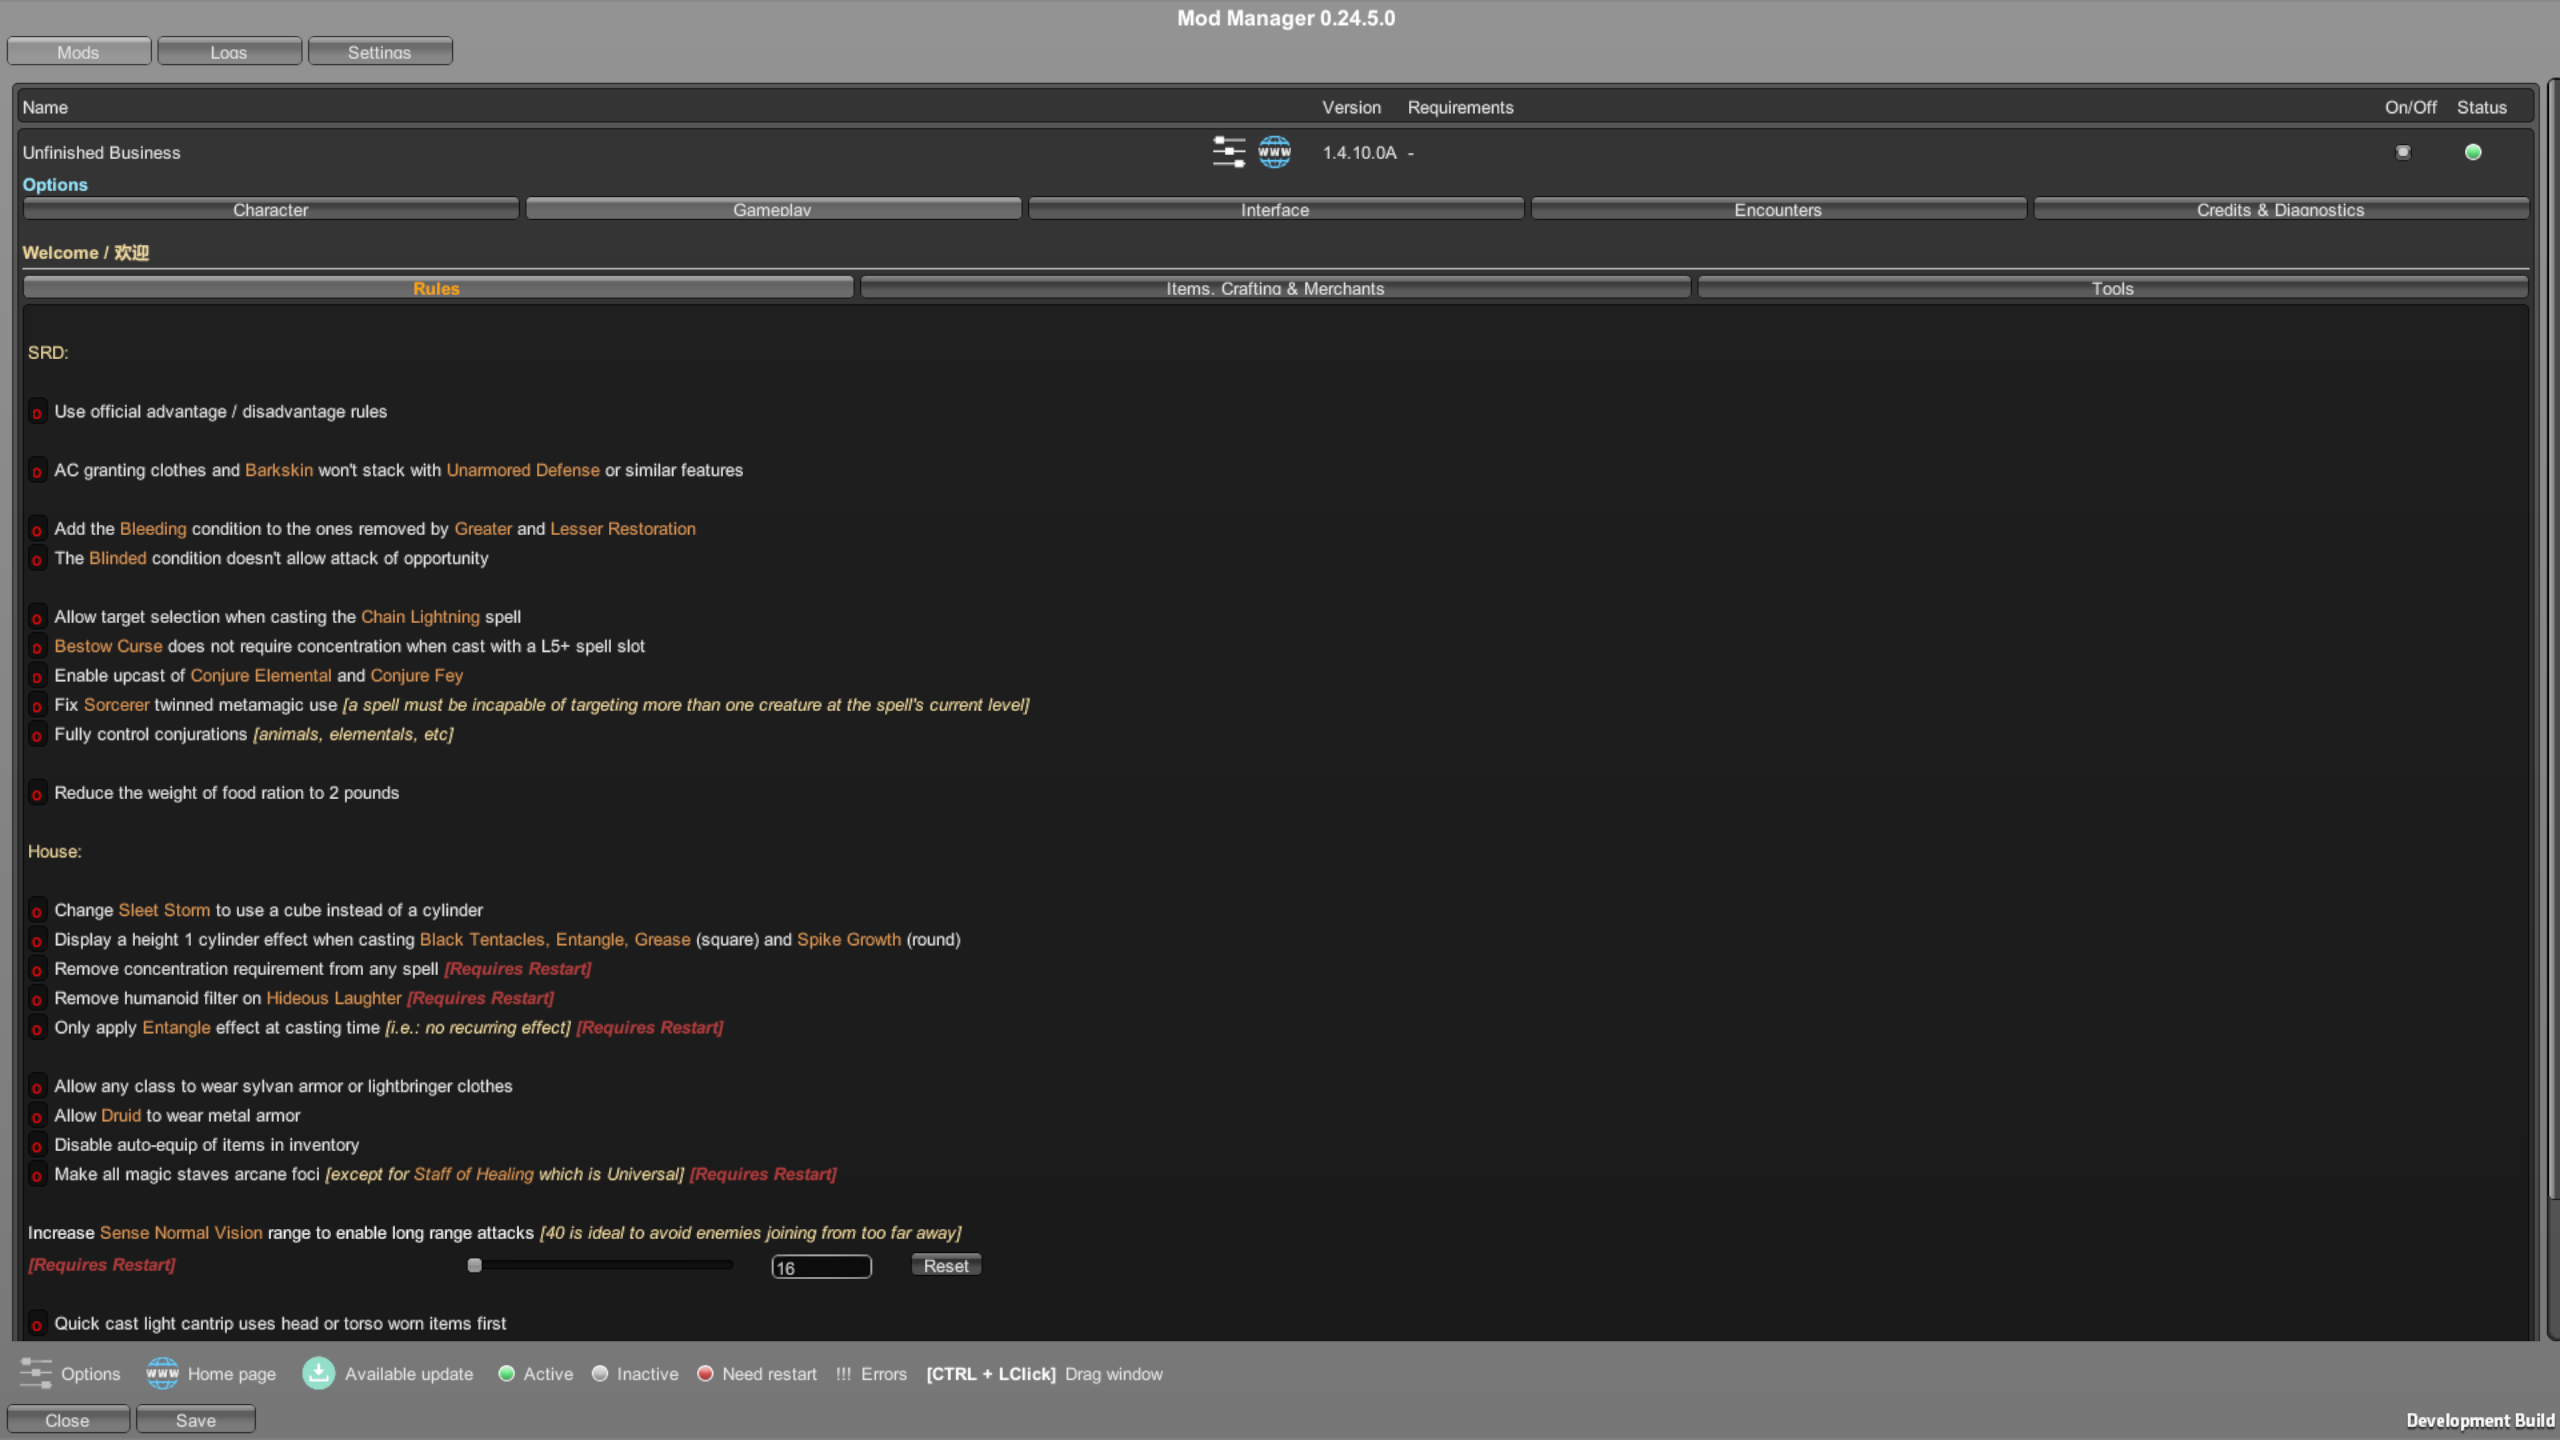 Mod Manager 0.24.5.0
Mods Logs Settings
Name Version Requirements On/Off Status
Unfinished Business WWW 1.4.10.0A - 
Options
Character Gameplay Interface Encounters Credits & Diagnostics
Welcome / 欢迎
Rules Items, Crafting & Merchants Tools
SRD:
o Use official advantage / disadvantage rules
o AC granting clothes and Barkskin won't stack with Unarmored Defense or similar features
o Add the Bleeding condition to the ones removed by Greater and Lesser Restoration
o The Blinded condition doesn't allow attack of opportunity
o Allow target selection when casting the Chain Lightning spell
o Bestow Curse does not require concentration when cast with a L5+ spell slot
o Enable upcast of Conjure Elemental and Conjure Fey
o Fix Sorcerer twinned metamagic use [a spell must be incapable of targeting more than one creature at the spell's current level]
o Fully control conjurations [animals, elementals, etc]
o Reduce the weight of food ration to 2 pounds
House:
o Change Sleet Storm to use a cube instead of a cylinder
o Display a height 1 cylinder effect when casting Black Tentacles, Entangle, Grease (square) and Spike Growth (round)
o Remove concentration requirement from any spell [Requires Restart]
o Remove humanoid filter on Hideous Laughter [Requires Restart]
o Only apply Entangle effect at casting time [i.e.: no recurring effect] [Requires Restart]
o Allow any class to wear sylvan armor or lightbringer clothes
o Allow Druid to wear metal armor
o Disable auto-equip of items in inventory
o Make all magic staves arcane foci [except for Staff of Healing which is Universal] [Requires Restart]
Increase Sense Normal Vision range to enable long range attacks [40 is ideal to avoid enemies joining from too far away]
[Requires Restart] 16 Reset
o Quick cast light cantrip uses head or torso worn items first
Options WWW Home page Available update Active Inactive Need restart !!! Errors [CTRL + LClick] Drag window
Close Save
Development Build